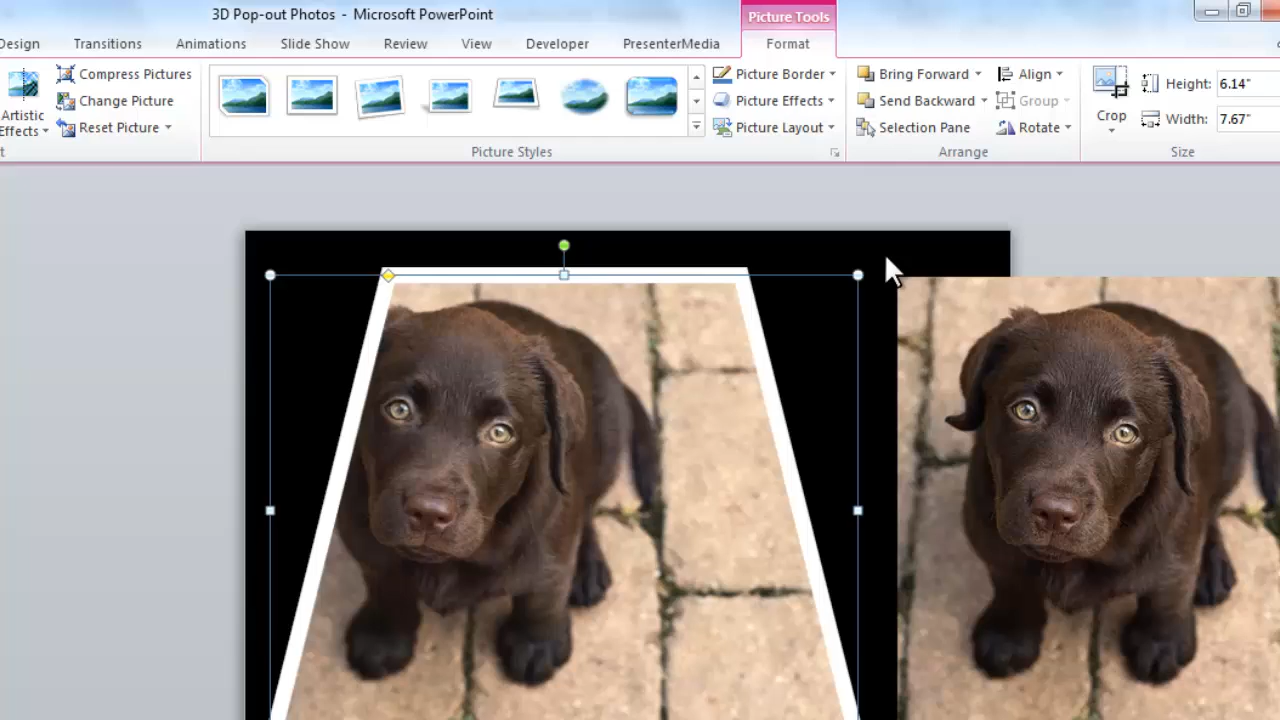 3D Pop-out Photos - Microsoft PowerPoint
Picture Tools
Design
Transitions
Animations
Slide Show
Review
View
Developer
PresenterMedia
Format
Artistic
Effects
Compress Pictures
Change Picture
Reset Picture
Picture Border
Picture Effects
Picture Layout
Bring Forward
Send Backward
Selection Pane
Align
Group
Rotate
Crop
Height: 6.14"
Width: 7.67"
t
Picture Styles
Arrange
Size